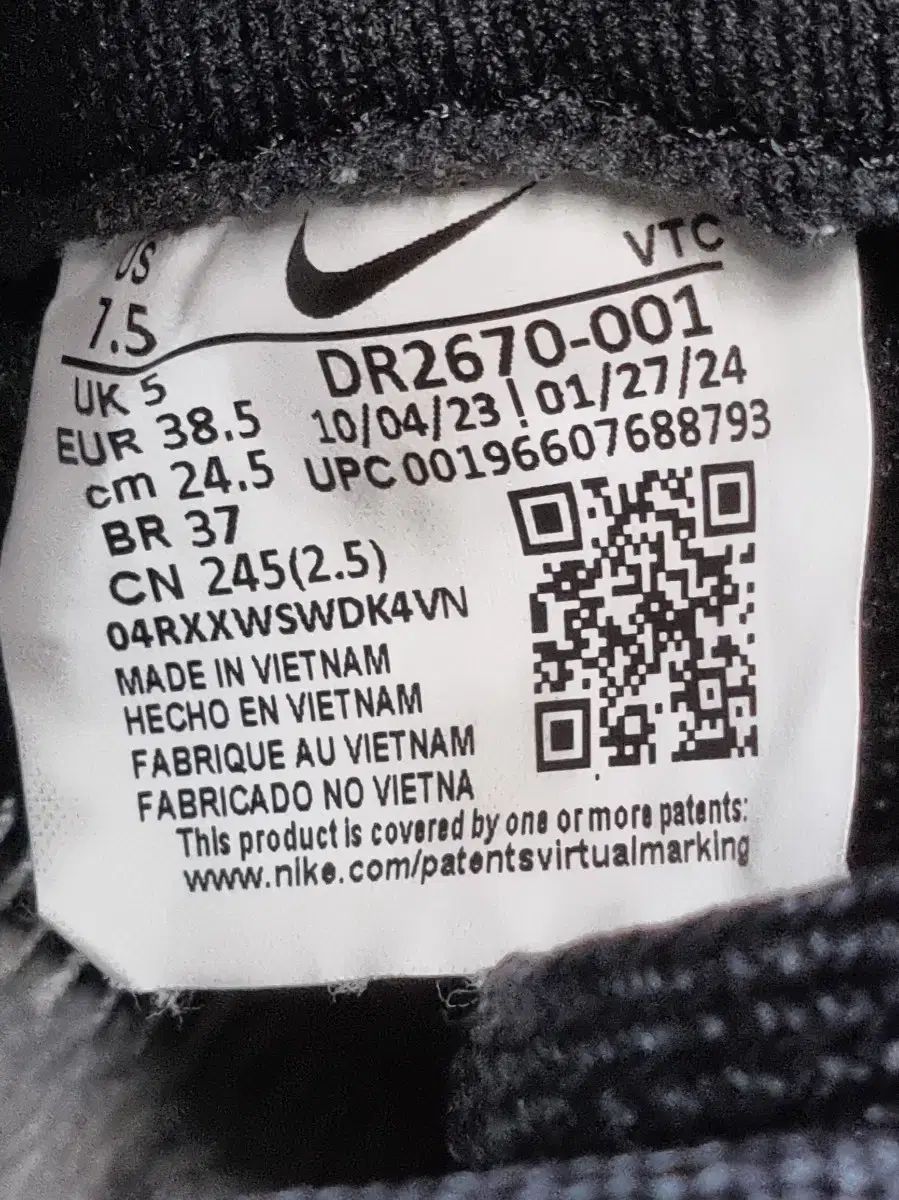 US
7.5
VTC
UK 5
EUR 38.5
cm 24.5
BR 37
CN 245(2.5)
DR2670-001
10/04/23 | 01/27/24
UPC 00196607688793
04RXXWSWDK4VN
MADE IN VIETNAM
HECHO EN VIETNAM
FABRIQUE AU VIETNAM
FABRICADO NO VIETNA
This product is covered by one or more patents:
www.nike.com/patentsvirtualmarking